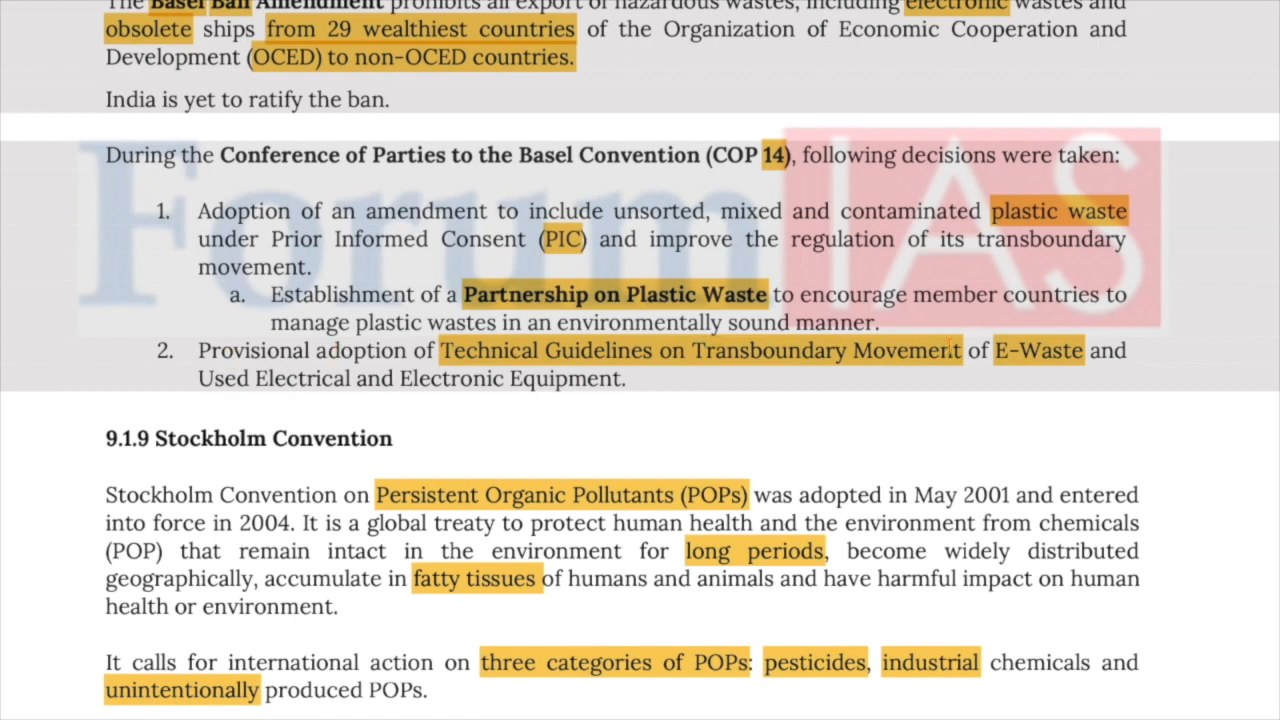 The Basel Ban Amendment prohibits all export of hazardous wastes, including electronic wastes and
obsolete ships from 29 wealthiest countries of the Organization of Economic Cooperation and
Development (OCED) to non-OCED countries.
India is yet to ratify the ban.
During the Conference of Parties to the Basel Convention (COP 14), following decisions were taken:
1. Adoption of an amendment to include unsorted, mixed and contaminated plastic waste
under Prior Informed Consent (PIC) and improve the regulation of its transboundary
movement.
a. Establishment of a Partnership on Plastic Waste to encourage member countries to
manage plastic wastes in an environmentally sound manner.
2. Provisional adoption of Technical Guidelines on Transboundary Movement of E-Waste and
Used Electrical and Electronic Equipment.
ForumIAS
9.1.9 Stockholm Convention
Stockholm Convention on Persistent Organic Pollutants (POPs) was adopted in May 2001 and entered
into force in 2004. It is a global treaty to protect human health and the environment from chemicals
(POP) that remain intact in the environment for long periods, become widely distributed
geographically, accumulate in fatty tissues of humans and animals and have harmful impact on human
health or environment.
It calls for international action on three categories of POPs: pesticides, industrial chemicals and
unintentionally produced POPs.